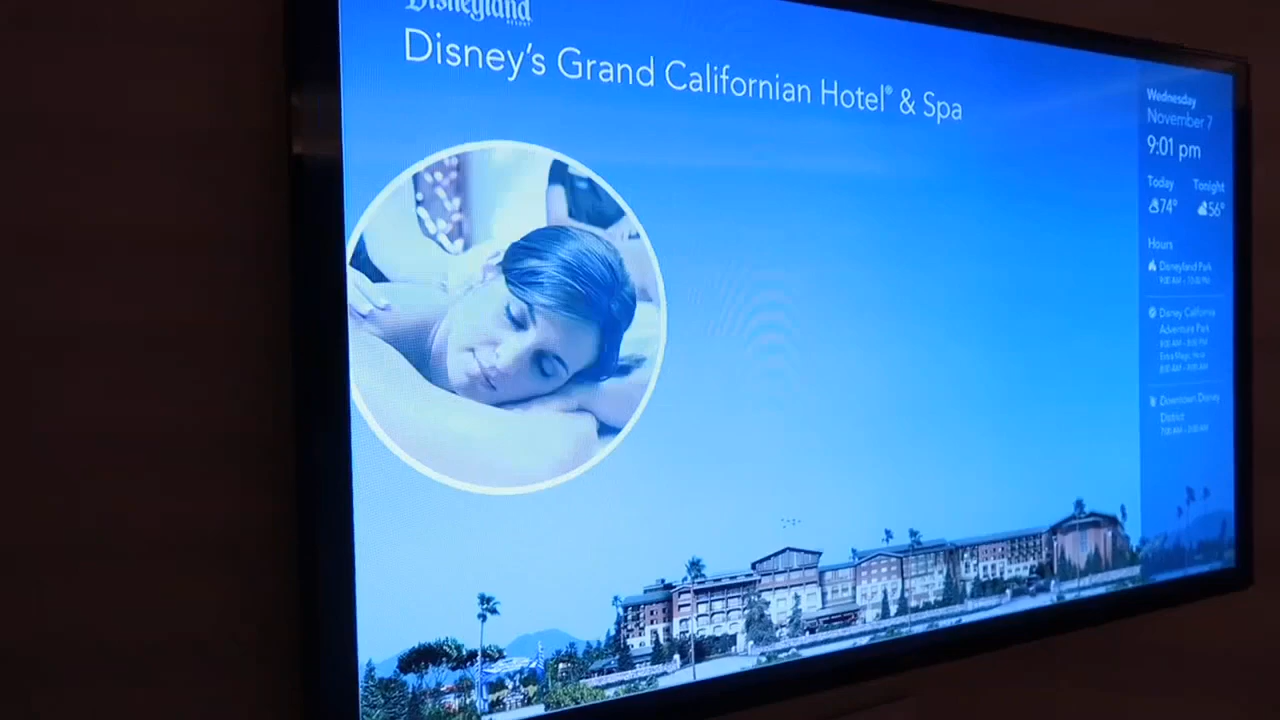 Disneyland
RESORT
Disney's Grand Californian Hotel® & Spa
Wednesday
November 7
9:01 pm
Today Tonight
74° 56°
Hours
Disneyland Park
Disney California
Adventure Park
Downtown Disney
District